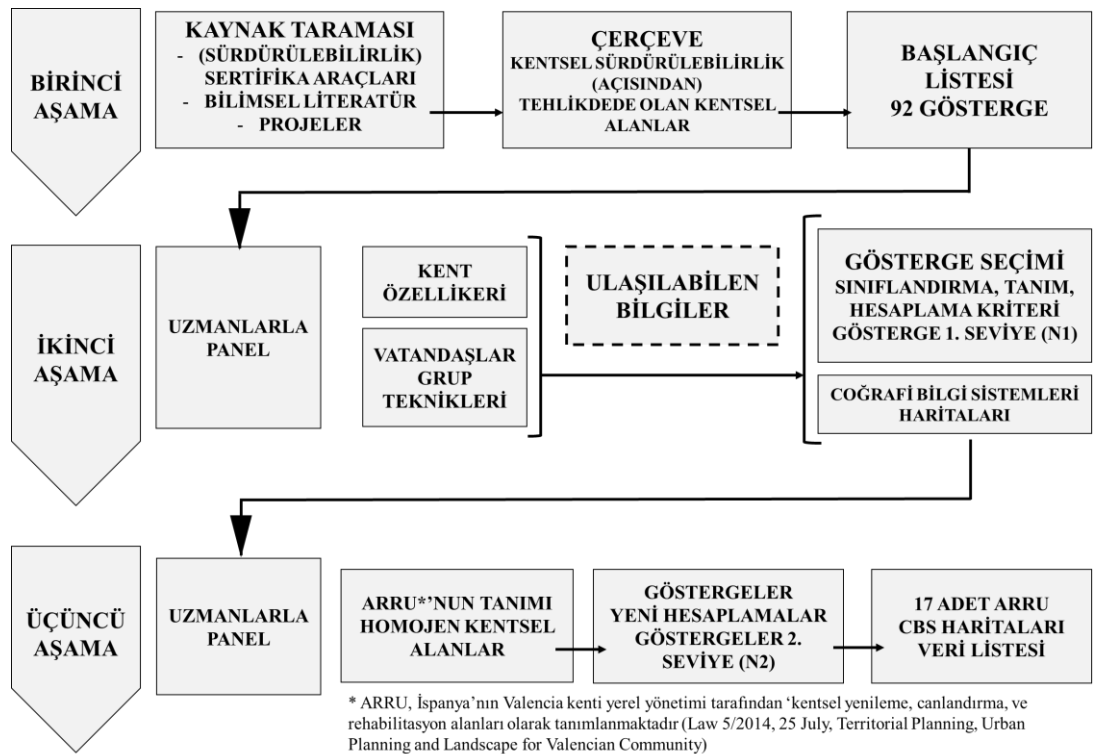 BİRİNCİ
AŞAMA
KAYNAK TARAMASI
- (SÜRDÜRÜLEBİLİRLİK)
SERTİFİKA ARAÇLARI
- BİLİMSEL LİTERATÜR
- PROJELER
ÇERÇEVE
KENTSEL SÜRDÜRÜLEBİLİRLİK
(AÇISINDAN)
TEHLİKDEDE OLAN KENTSEL
ALANLAR
BAŞLANGIÇ
LİSTESİ
92 GÖSTERGE
İKİNCİ
AŞAMA
UZMANLARLA
PANEL
KENT
ÖZELLİKERİ
VATANDAŞLAR
GRUP
TEKNİKLERİ
ULAŞILABİLEN
BİLGİLER
GÖSTERGE SEÇİMİ
SINIFLANDIRMA, TANIM,
HESAPLAMA KRİTERİ
GÖSTERGE 1. SEVİYE (N1)
COĞRAFİ BİLGİ SİSTEMLERİ
HARİTALARI
ÜÇÜNCÜ
AŞAMA
UZMANLARLA
PANEL
ARRU*'NUN TANIMI
HOMOJEN KENTSEL
ALANLAR
GÖSTERGELER
YENİ HESAPLAMALAR
GÖSTERGELER 2.
SEVİYE (N2)
17 ADET ARRU
CBS HARİTALARI
VERİ LİSTESİ
* ARRU, İspanya'nın Valencia kenti yerel yönetimi tarafından 'kentsel yenileme, canlandırma, ve
rehabilitasyon alanları olarak tanımlanmaktadır (Law 5/2014, 25 July, Territorial Planning, Urban
Planning and Landscape for Valencian Community)